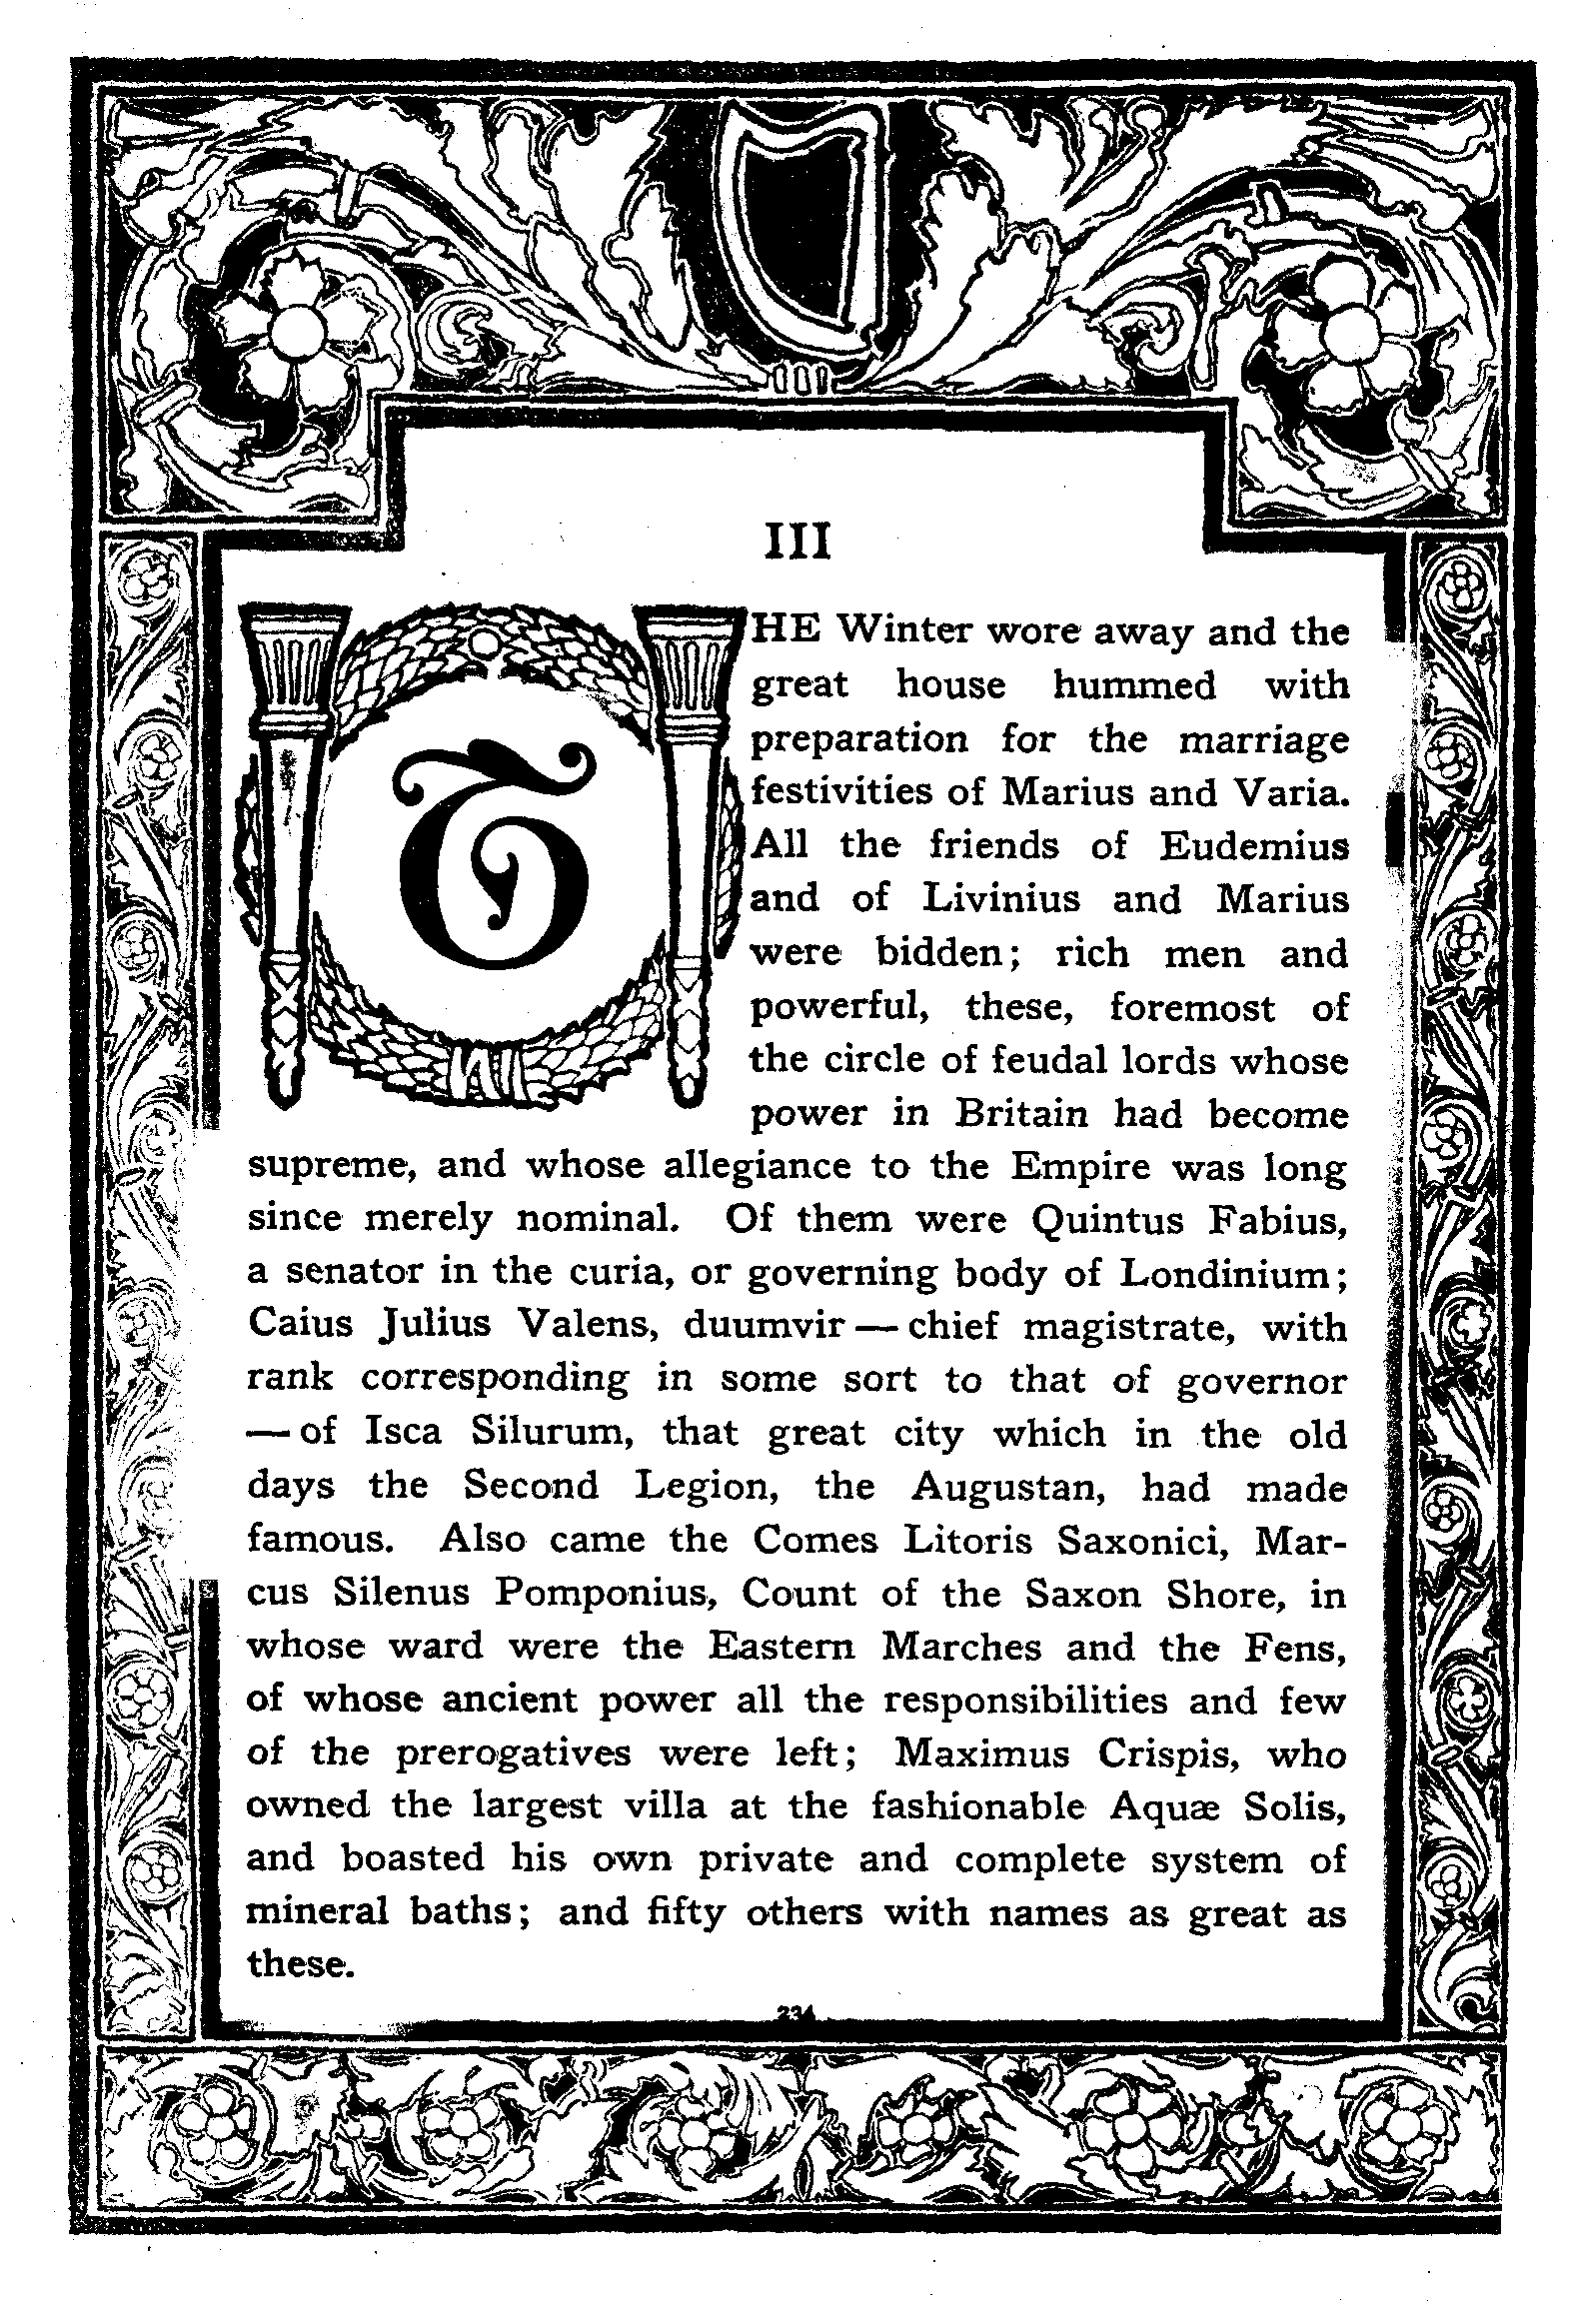 III
THE Winter wore away and the
great house hummed with
preparation for the marriage
festivities of Marius and Varia.
All the friends of Eudemius
and of Livinius and Marius
were bidden; rich men and
powerful, these, foremost of
the circle of feudal lords whose
power in Britain had become
supreme, and whose allegiance to the Empire was long
since merely nominal. Of them were Quintus Fabius,
a senator in the curia, or governing body of Londinium;
Caius Julius Valens, duumvir — chief magistrate, with
rank corresponding in some sort to that of governor
— of Isca Silurum, that great city which in the old
days the Second Legion, the Augustan, had made
famous. Also came the Comes Litoris Saxonici, Mar-
cus Silenus Pomponius, Count of the Saxon Shore, in
whose ward were the Eastern Marches and the Fens,
of whose ancient power all the responsibilities and few
of the prerogatives were left; Maximus Crispis, who
owned the largest villa at the fashionable Aquæ Solis,
and boasted his own private and complete system of
mineral baths; and fifty others with names as great as
these.
234